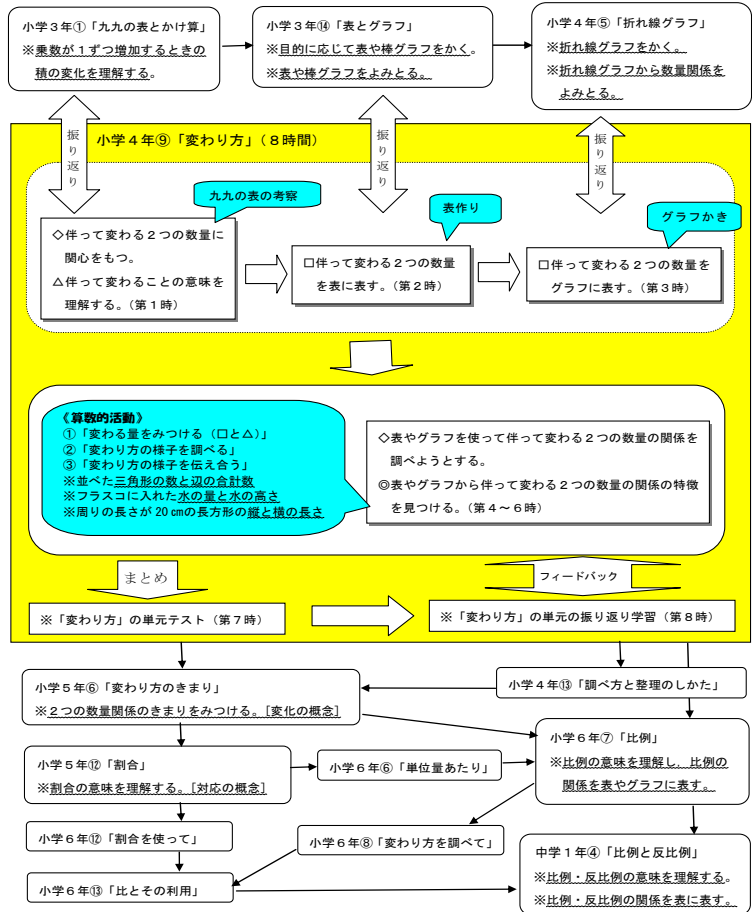 小学３年①「九九の表とかけ算」
※乗数が１ずつ増加するときの
積の変化を理解する。
小学３年⑭「表とグラフ」
※目的に応じて表や棒グラフをかく。
※表や棒グラフをよみとる。
小学４年⑤「折れ線グラフ」
※折れ線グラフをかく。
※折れ線グラフから数量関係を
よみとる。
振り返り
振り返り
振り返り
小学４年⑨「変わり方」（８時間）
九九の表の考察
表作り
グラフかき
◇伴って変わる２つの数量に
関心をもつ。
△伴って変わることの意味を
理解する。（第１時）
□伴って変わる２つの数量
を表に表す。（第２時）
□伴って変わる２つの数量を
グラフに表す。（第３時）
《算数的活動》
①「変わる量をみつける（□と△）」
②「変わり方の様子を調べる」
③「変わり方の様子を伝え合う」
※並べた三角形の数と辺の合計数
※フラスコに入れた水の量と水の高さ
※周りの長さが20㎝の長方形の縦と横の長さ
◇表やグラフを使って伴って変わる２つの数量の関係を
調べようとする。
◎表やグラフから伴って変わる２つの数量の関係の特徴
を見つける。（第４～６時）
まとめ
フィードバック
※「変わり方」の単元テスト（第７時）
※「変わり方」の単元の振り返り学習（第８時）
小学５年⑥「変わり方のきまり」
※２つの数量関係のきまりをみつける。［変化の概念］
小学４年⑬「調べ方と整理のしかた」
小学５年⑫「割合」
※割合の意味を理解する。［対応の概念］
小学６年⑥「単位量あたり」
小学６年⑦「比例」
※比例の意味を理解し、比例の
関係を表やグラフに表す。
小学６年⑫「割合を使って」
小学６年⑧「変わり方を調べて」
小学６年⑬「比とその利用」
中学１年④「比例と反比例」
※比例・反比例の意味を理解する。
※比例・反比例の関係を表に表す。